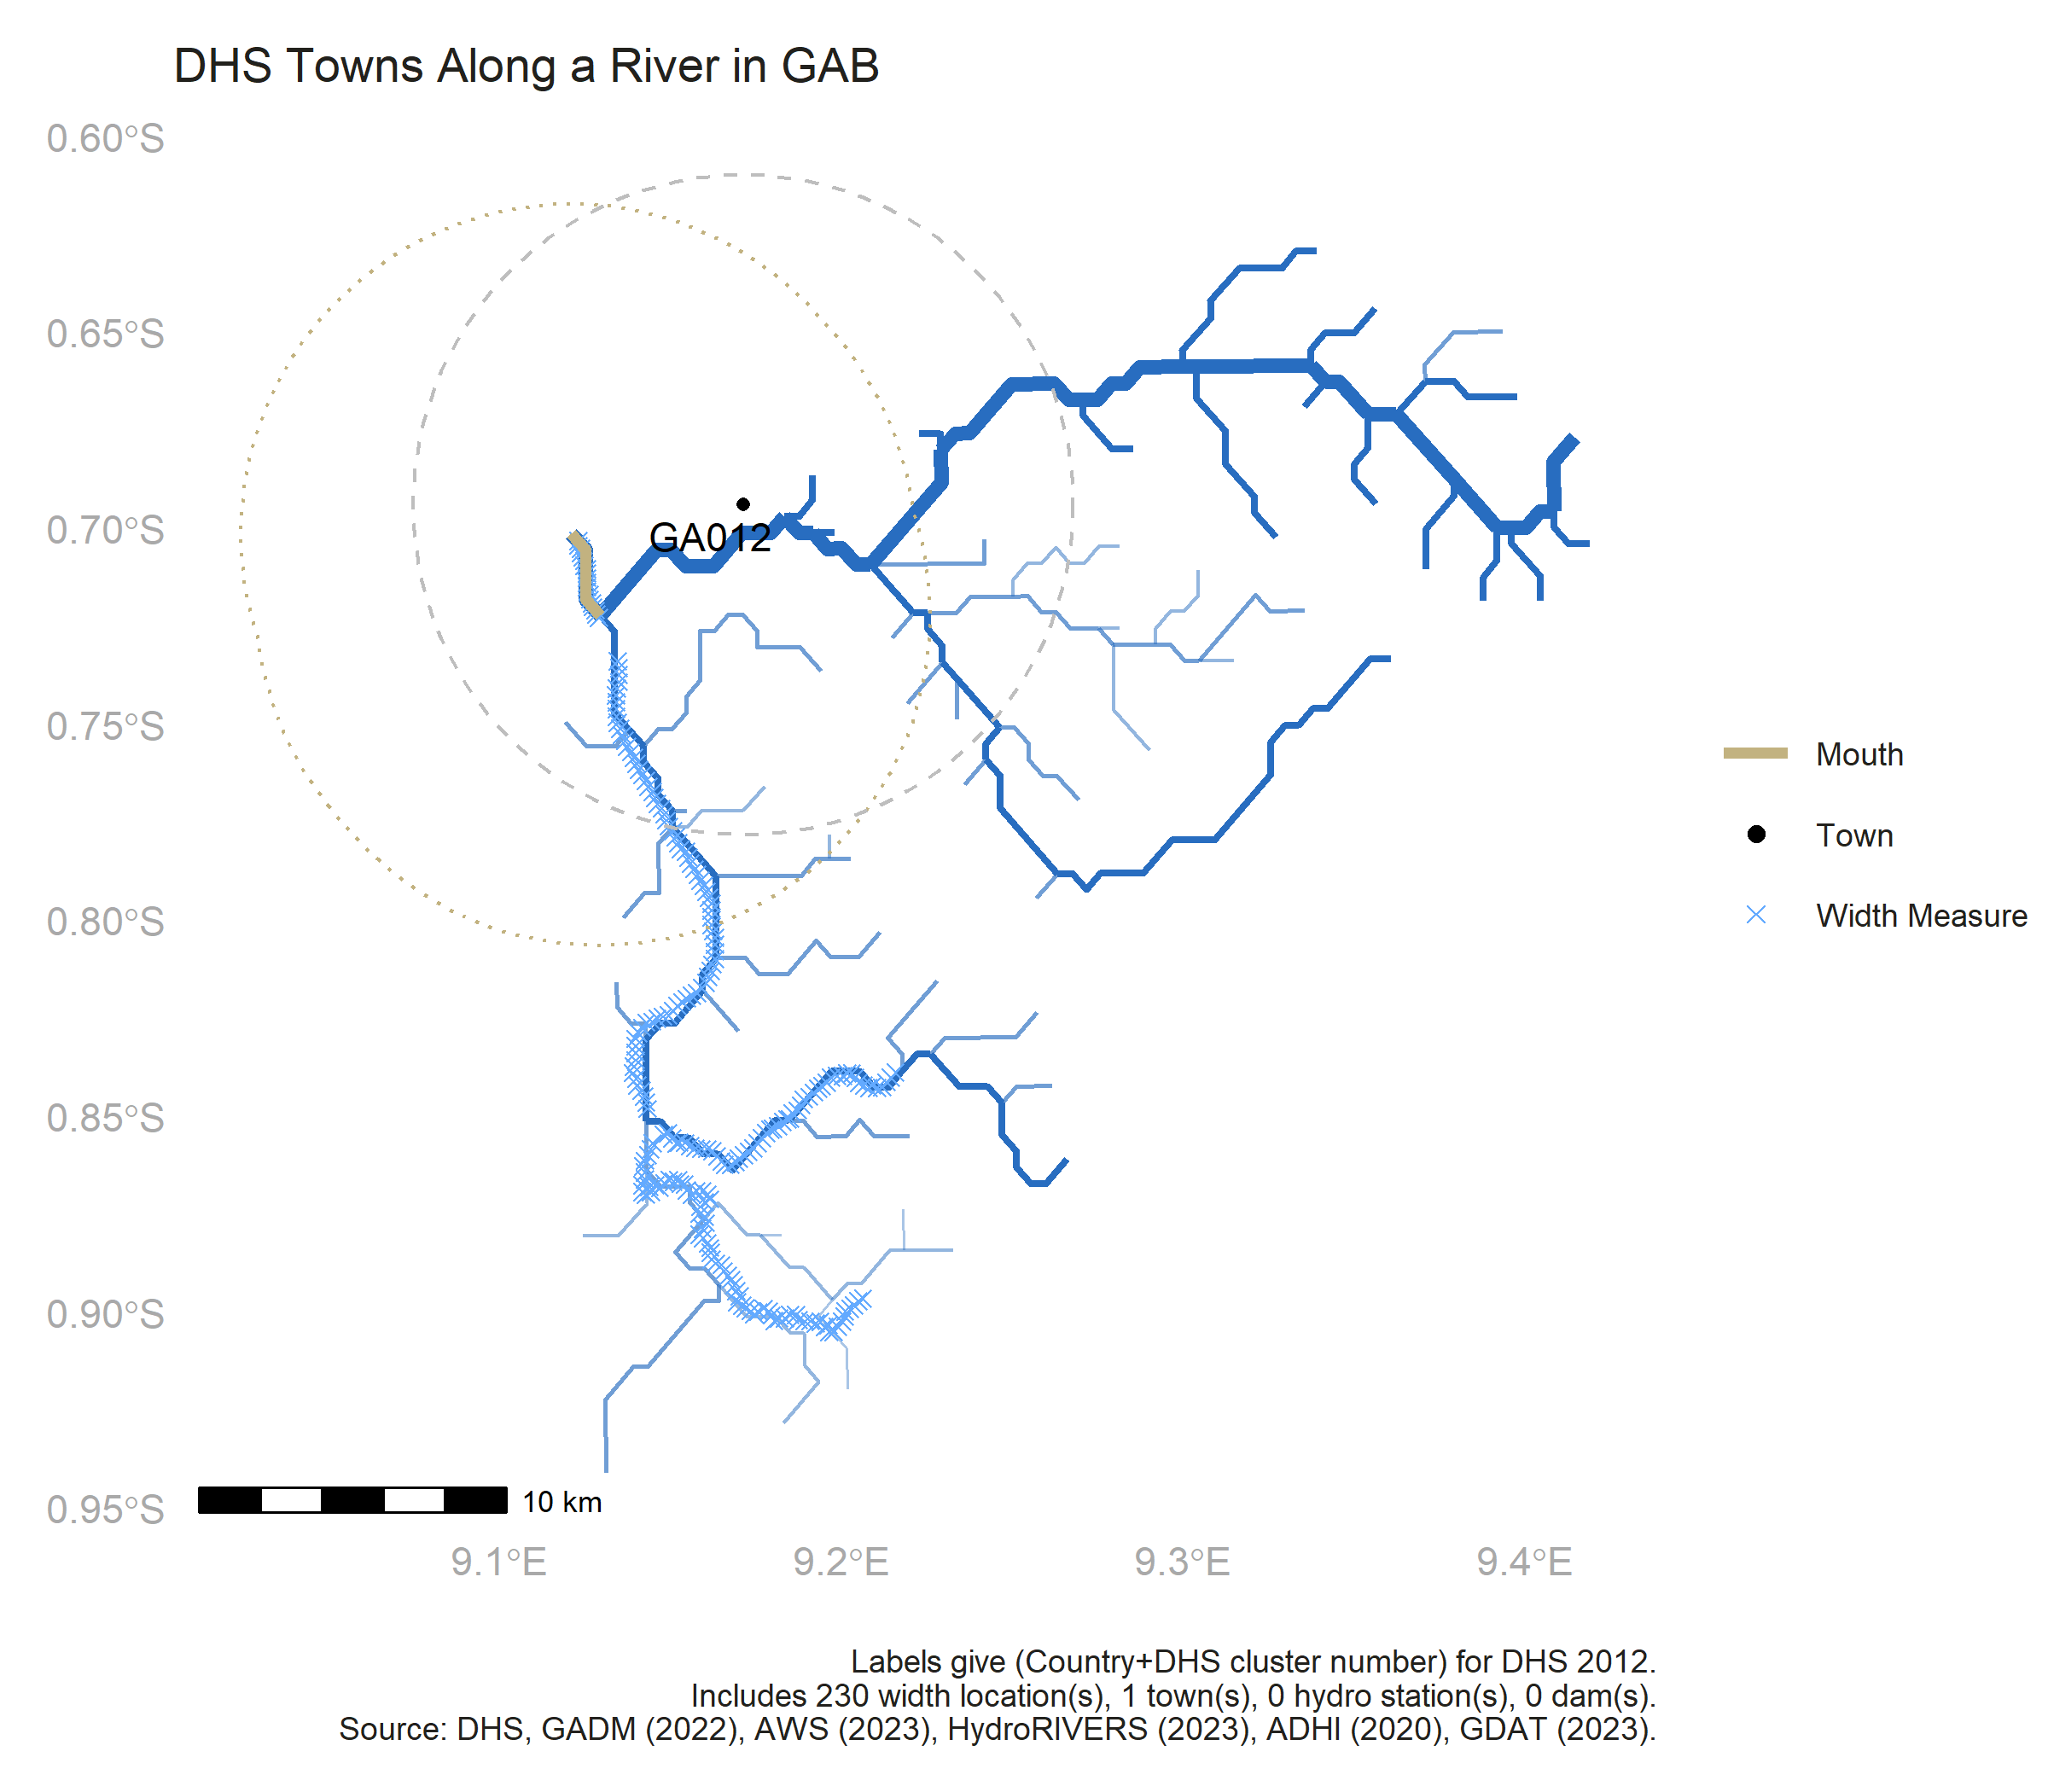 DHS Towns Along a River in GAB
0.60°S
0.65°S
0.70°S
0.75°S
0.80°S
0.85°S
0.90°S
0.95°S
GA012
Mouth
Town
Width Measure
10 km
9.1°E
9.2°E
9.3°E
9.4°E
Labels give (Country+DHS cluster number) for DHS 2012.
Includes 230 width location(s), 1 town(s), 0 hydro station(s), 0 dam(s).
Source: DHS, GADM (2022), AWS (2023), HydroRIVERS (2023), ADHI (2020), GDAT (2023).